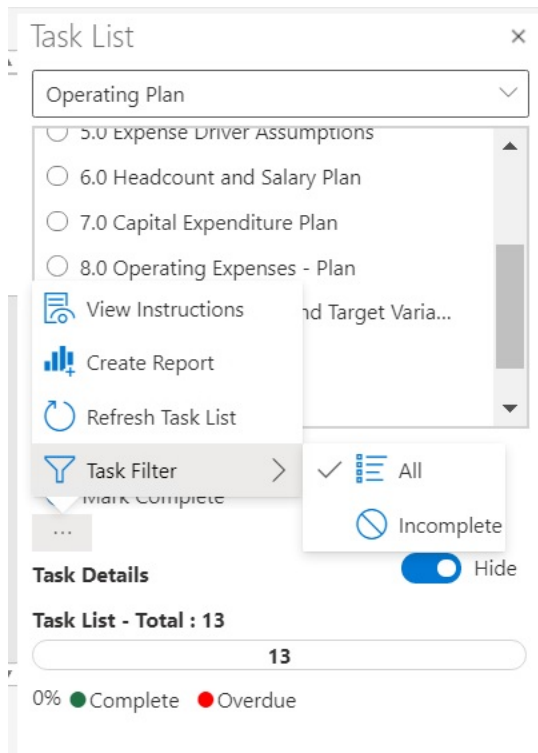 Task List
Operating Plan
5.0 Expense Driver Assumptions
6.0 Headcount and Salary Plan
7.0 Capital Expenditure Plan
8.0 Operating Expenses - Plan
View Instructions
nd Target Varia...
Create Report
Refresh Task List
Task Filter
All
Mark Complete
Incomplete
...
Task Details
Hide
Task List - Total : 13
13
0% Complete Overdue